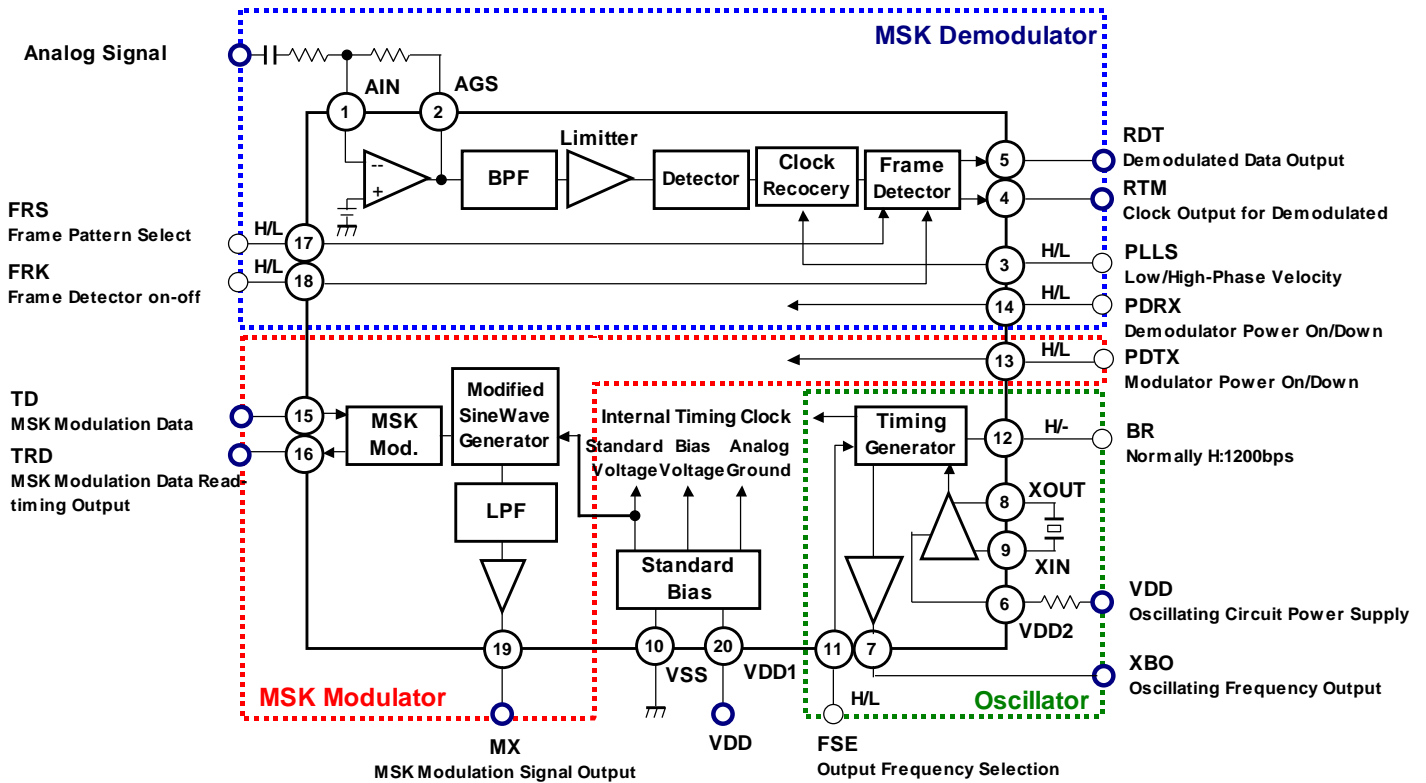 MSK Demodulator
Analog Signal
AIN
AGS
1
2
Limitter
--
+
BPF
Detector
Clock
Recocery
Frame
Detector
5
RDT
Demodulated Data Output
4
RTM
Clock Output for Demodulated
FRS
Frame Pattern Select
H/L
17
FRK
Frame Detector on-off
H/L
18
3
H/L
PLLS
Low/High-Phase Velocity
14
H/L
PDRX
Demodulator Power On/Down
13
H/L
PDTX
Modulator Power On/Down
TD
MSK Modulation Data
15
TRD
MSK Modulation Data Read-
timing Output
16
MSK
Mod.
Modified
SineWave
Generator
LPF
Internal Timing Clock
Standard
Voltage
Bias
Voltage
Analog
Ground
Standard
Bias
Timing
Generator
12
H/-
BR
Normally H:1200bps
8
XOUT
9
XIN
6
VDD2
VDD
Oscillating Circuit Power Supply
19
10
VSS
20
VDD1
11
7
H/L
XBO
Oscillating Frequency Output
MSK Modulator
Oscillator
MX
MSK Modulation Signal Output
VDD
FSE
Output Frequency Selection